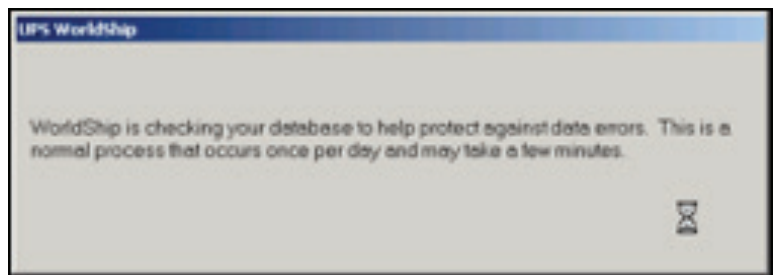 UPS WorldShip
WorldShip is checking your database to help protect against data errors. This is a
normal process that occurs once per day and may take a few minutes.